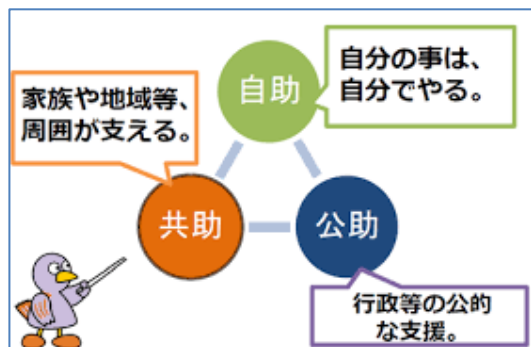 自助
自分の事は、
自分でやる。
家族や地域等、
周囲が支える。
共助
公助
行政等の公的
な支援。